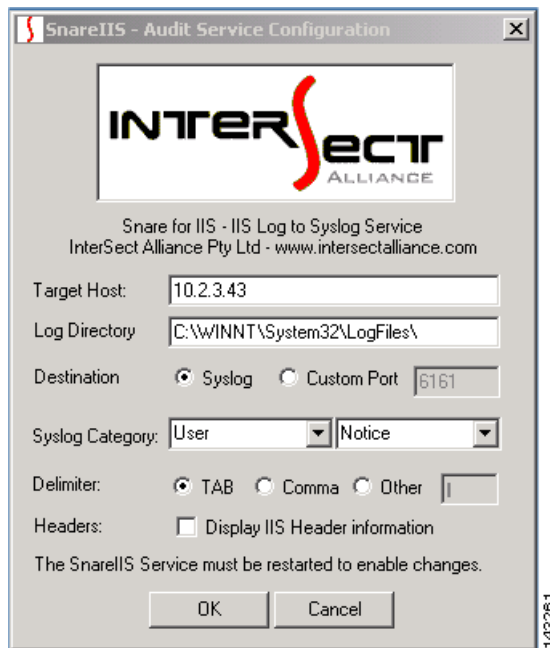 SnareIIS - Audit Service Configuration
INTERSECT
ALLIANCE
Snare for IIS - IIS Log to Syslog Service
InterSect Alliance Pty Ltd - www.intersectalliance.com
Target Host: 10.2.3.43
Log Directory C:\WINNT\System32\LogFiles\
Destination Syslog Custom Port 6161
Syslog Category: User Notice
Delimiter: TAB Comma Other |
Headers: Display IIS Header information
The SnareIIS Service must be restarted to enable changes.
OK Cancel
143261